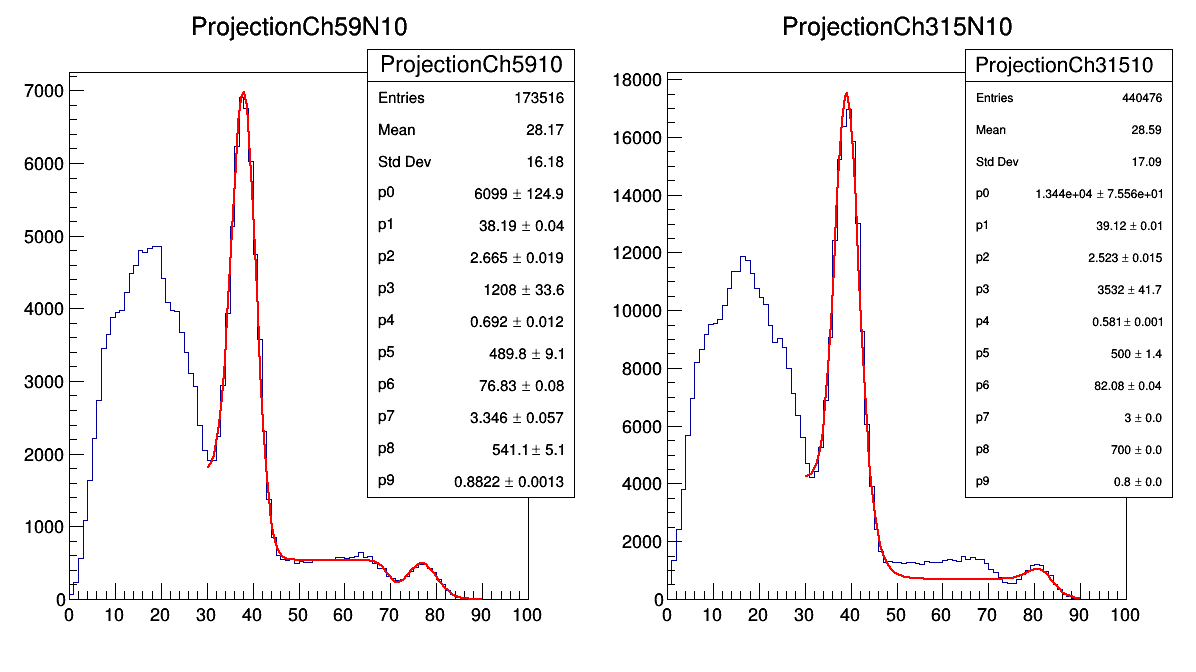 ProjectionCh59N10
ProjectionCh5910
Entries 173516
Mean 28.17
Std Dev 16.18
p0 6099 ± 124.9
p1 38.19 ± 0.04
p2 2.665 ± 0.019
p3 1208 ± 33.6
p4 0.692 ± 0.012
p5 489.8 ± 9.1
p6 76.83 ± 0.08
p7 3.346 ± 0.057
p8 541.1 ± 5.1
p9 0.8822 ± 0.0013
7000
6000
5000
4000
3000
2000
1000
0
0 10 20 30 40 50 60 70 80 90 100
ProjectionCh315N10
ProjectionCh31510
Entries 440476
Mean 28.59
Std Dev 17.09
p0 1.344e+04 ± 7.556e+01
p1 39.12 ± 0.01
p2 2.523 ± 0.015
p3 3532 ± 41.7
p4 0.581 ± 0.001
p5 500 ± 1.4
p6 82.08 ± 0.04
p7 3 ± 0.0
p8 700 ± 0.0
p9 0.8 ± 0.0
18000
16000
14000
12000
10000
8000
6000
4000
2000
0
0 10 20 30 40 50 60 70 80 90 100